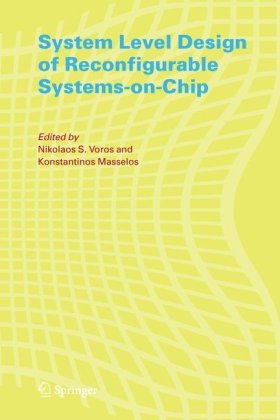 System Level Design
of Reconfigurable
Systems-on-Chip
Edited by
Nikolaos S. Voros and
Konstantinos Masselos
Springer